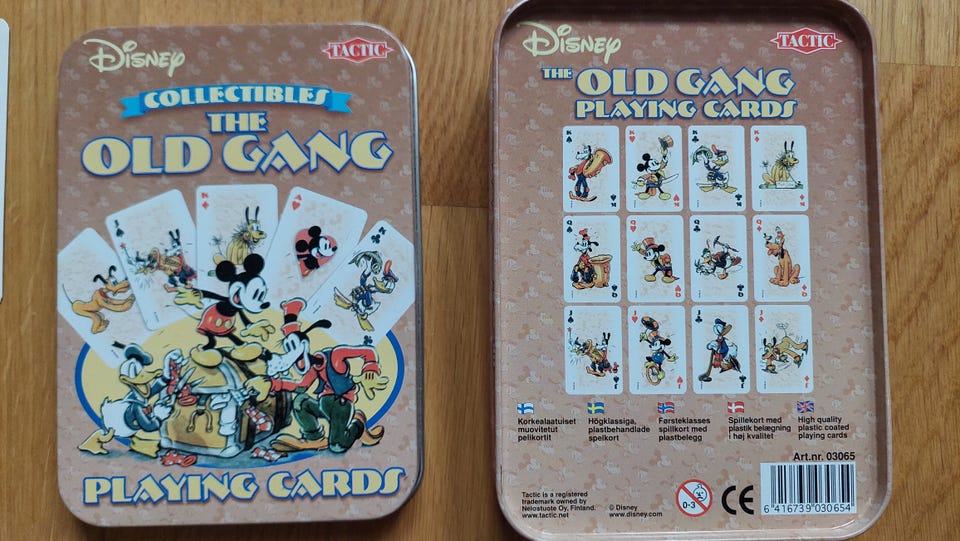 Disney
TACTIC
COLLECTIBLES
THE
OLD GANG
J
K
A
K
PLAYING CARDS
Disney
TACTIC
THE OLD GANG
PLAYING CARDS
K
K
K
K
Q
Q
Q
Q
J
J
J
J
Korkealaatuiset
muovitetut
pelikortit
Högklassiga,
plastbehandlade
spelkort
Førsteklasses
spillkort med
plastbelegg
Spillekort med
plastik belægning
i høj kvalitet
High quality
plastic coated
playing cards
Art.nr. 03065
Tactic is a registered
trademark owned by
Nelostuote Oy, Finland.
www.tactic.net
© Disney
www.disney.com
0-3
CE
6 416739 030654